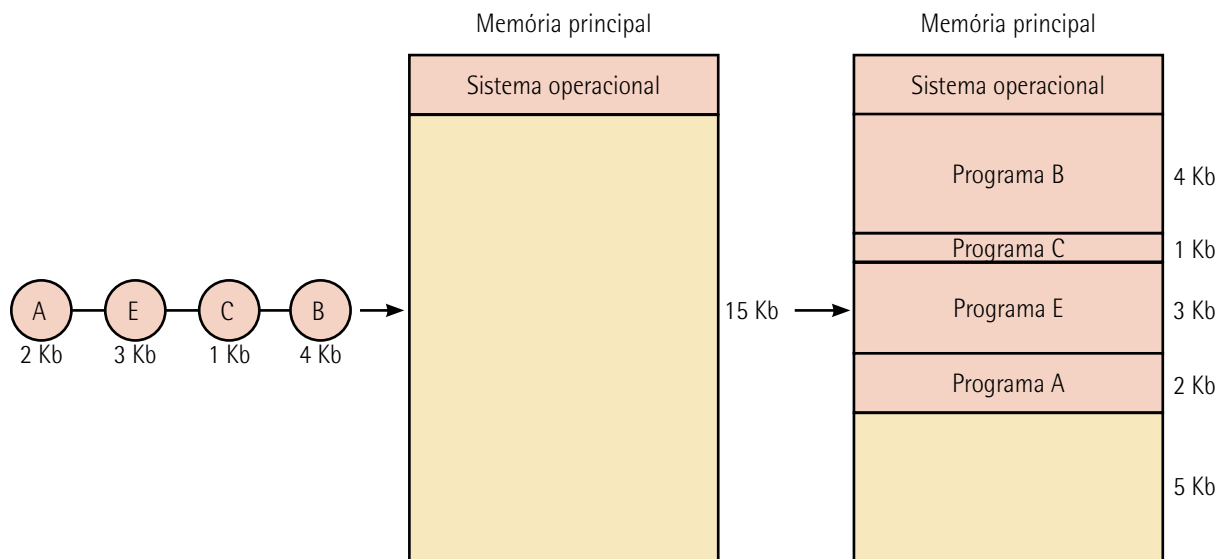 Memória principal
Memória principal
Sistema operacional
Sistema operacional
Programa B
4 Kb
Programa C
1 Kb
A
E
C
B
15 Kb
Programa E
3 Kb
2 Kb
3 Kb
1 Kb
4 Kb
Programa A
2 Kb
5 Kb